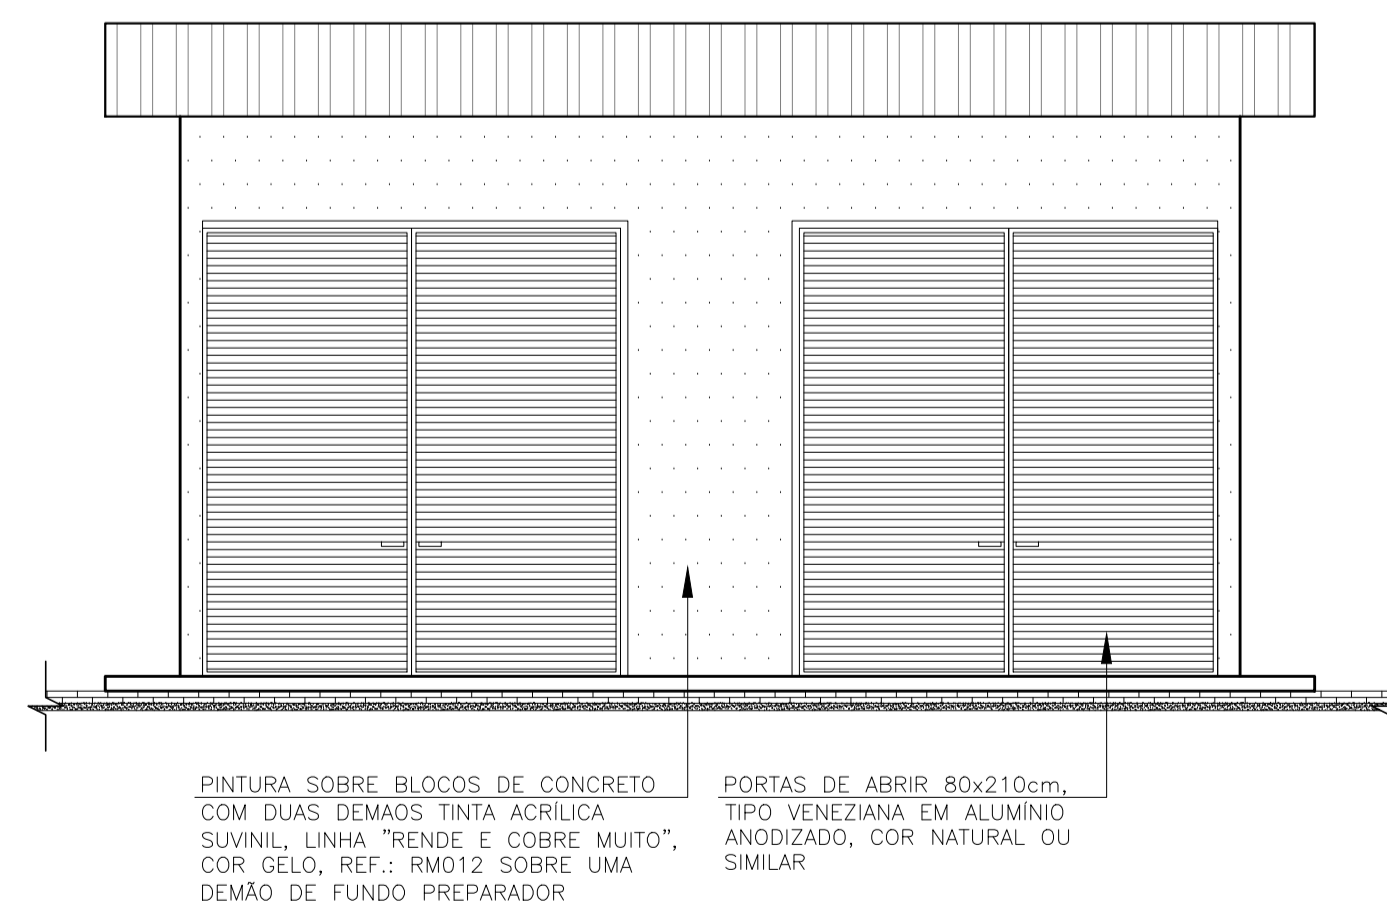 PINTURA SOBRE BLOCOS DE CONCRETO
COM DUAS DEMAOS TINTA ACRÍLICA
SUVINIL, LINHA ”RENDE E COBRE MUITO”,
COR GELO, REF.: RM012 SOBRE UMA
DEMÃO DE FUNDO PREPARADOR
PORTAS DE ABRIR 80x210cm,
TIPO VENEZIANA EM ALUMÍNIO
ANODIZADO, COR NATURAL OU
SIMILAR